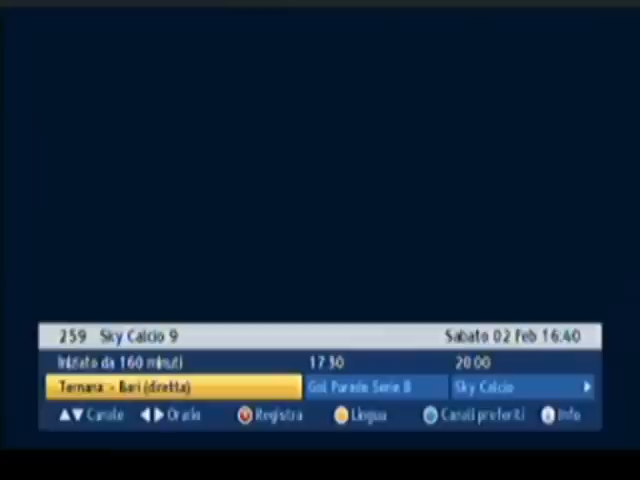 259 Sky Calcio 9 Sabato 02 Feb 16:40
Iniziato da 160 minuti 17:30 20:00
Ternana - Bari (diretta) Gol Parade Serie B Sky Calcio
Canale Orario Registra Lingua Canali preferiti Info